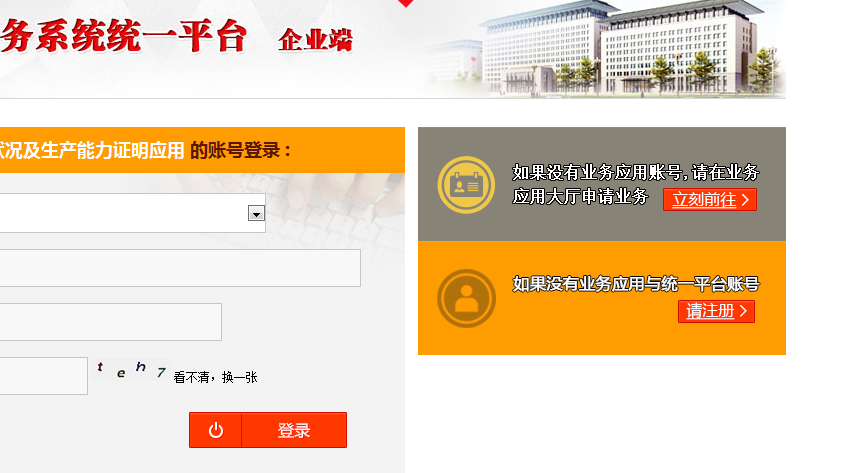 务系统统一平台 企业端
状况及生产能力证明应用 的账号登录：
如果没有业务应用账号,请在业务
应用大厅申请业务 立刻前往
如果没有业务应用与统一平台账号
请注册
t e h 7 看不清，换一张
登录